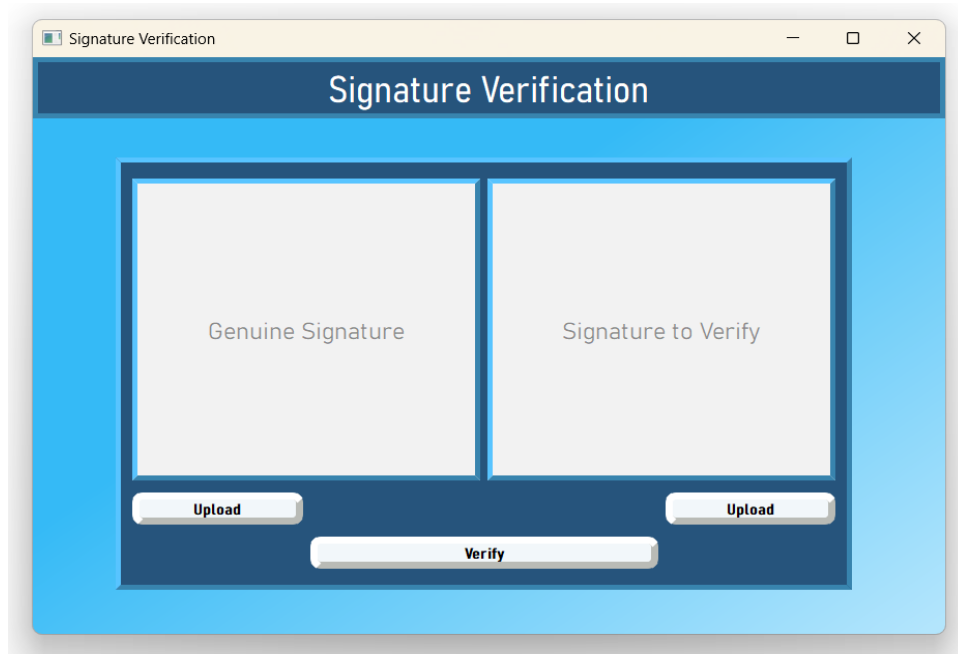 Signature Verification
Signature Verification
Genuine Signature
Signature to Verify
Upload
Upload
Verify